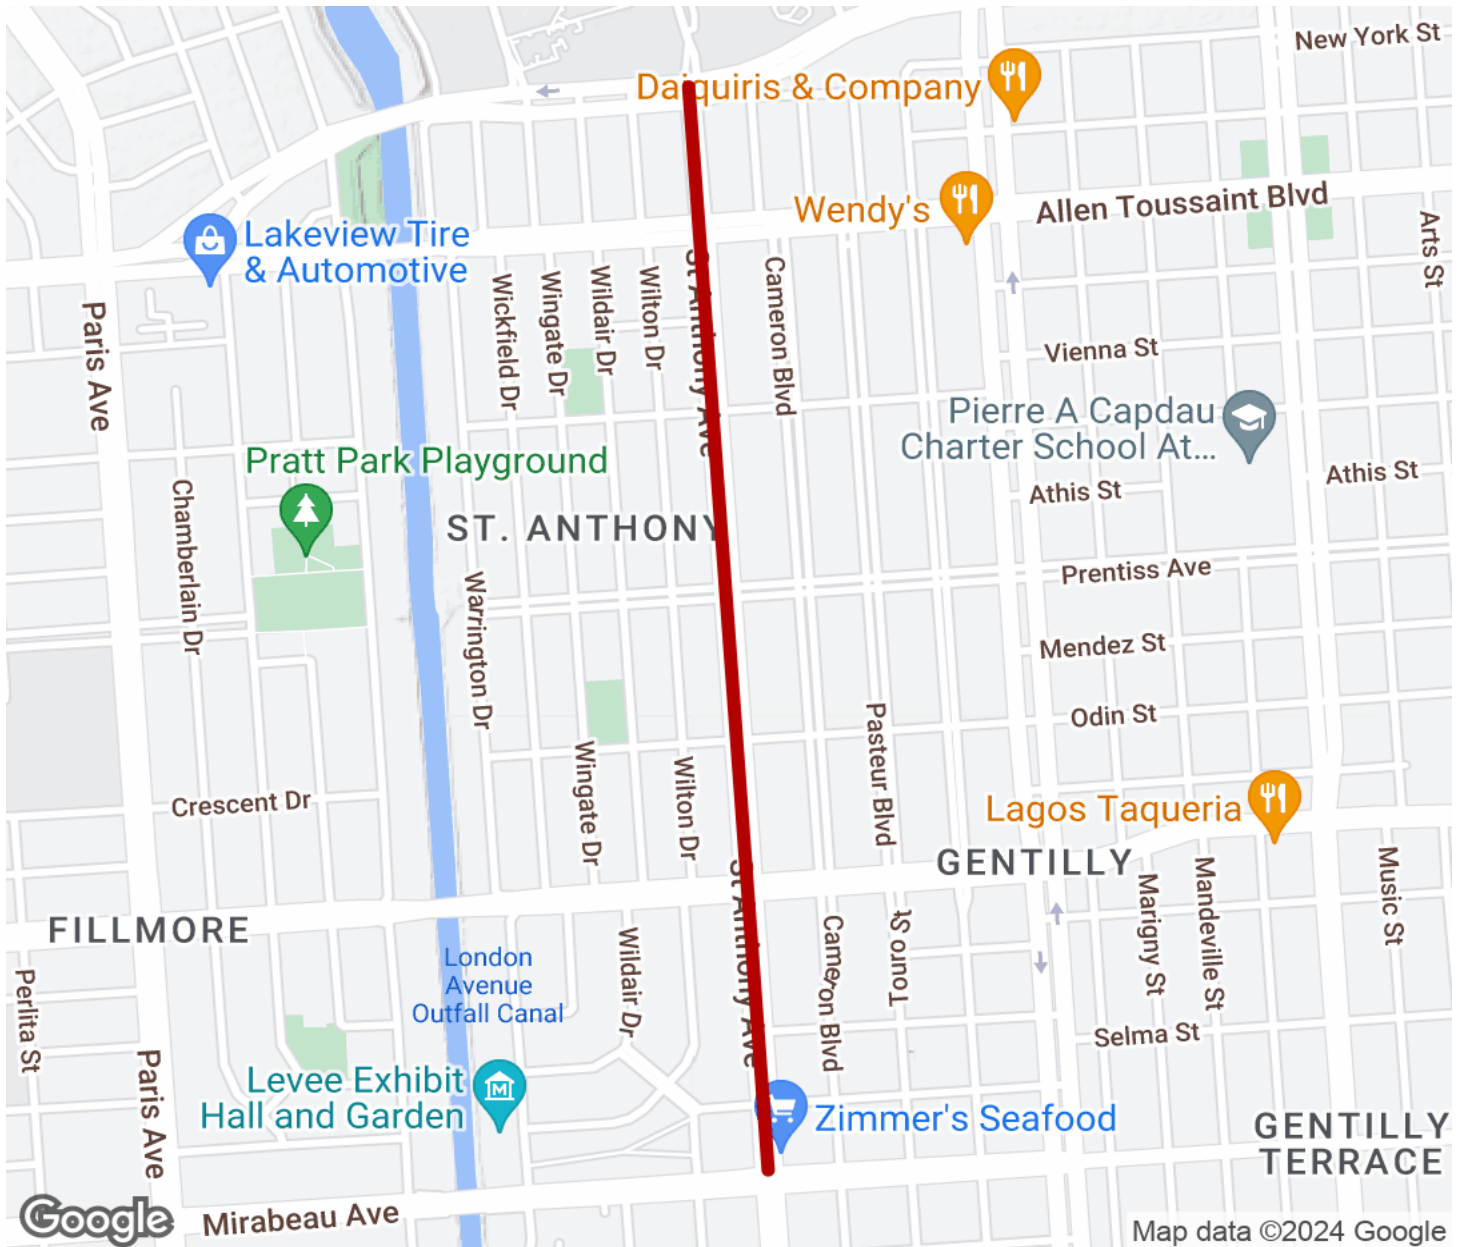 New York St
Daiquiris & Company
Wendy's
Allen Toussaint Blvd
Lakeview Tire
& Automotive
Arts St
Paris Ave
Wickfield Dr
Wingate Dr
Wildair Dr
Wilton Dr
St Anthony Ave
Cameron Blvd
Vienna St
Pierre A Capdau
Charter School At...
Pratt Park Playground
Athis St
Athis St
Chamberlain Dr
ST. ANTHONY
Prentiss Ave
Warrington Dr
Mendez St
Odin St
Pasteur Blvd
Wingate Dr
Wilton Dr
Crescent Dr
Lagos Taqueria
GENTILLY
St Anthony Ave
Marigny St
Mandeville St
Music St
FILLMORE
Perlita St
London
Avenue
Outfall Canal
Wildair Dr
Cameron Blvd
Touro St
Selma St
Paris Ave
Levee Exhibit
Hall and Garden
Zimmer's Seafood
GENTILLY
TERRACE
Google
Mirabeau Ave
Map data ©2024 Google